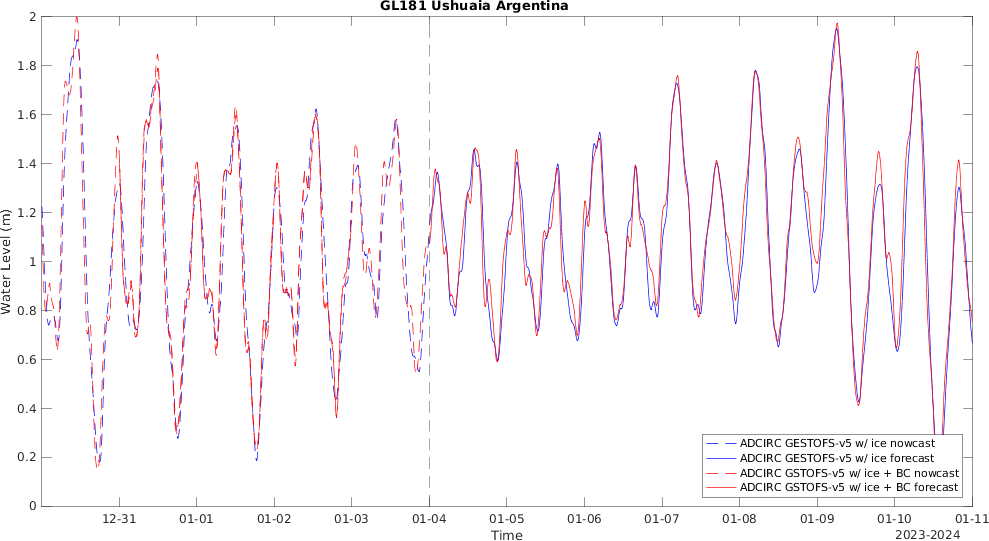 GL181 Ushuaia Argentina
2
1.8
1.6
1.4
1.2
1
0.8
0.6
0.4
0.2
0
Water Level (m)
ADCIRC GESTOFS-v5 w/ ice nowcast
ADCIRC GESTOFS-v5 w/ ice forecast
ADCIRC GSTOFS-v5 w/ ice + BC nowcast
ADCIRC GSTOFS-v5 w/ ice + BC forecast
12-31 01-01 01-02 01-03 01-04 01-05 01-06 01-07 01-08 01-09 01-10 01-11
Time
2023-2024